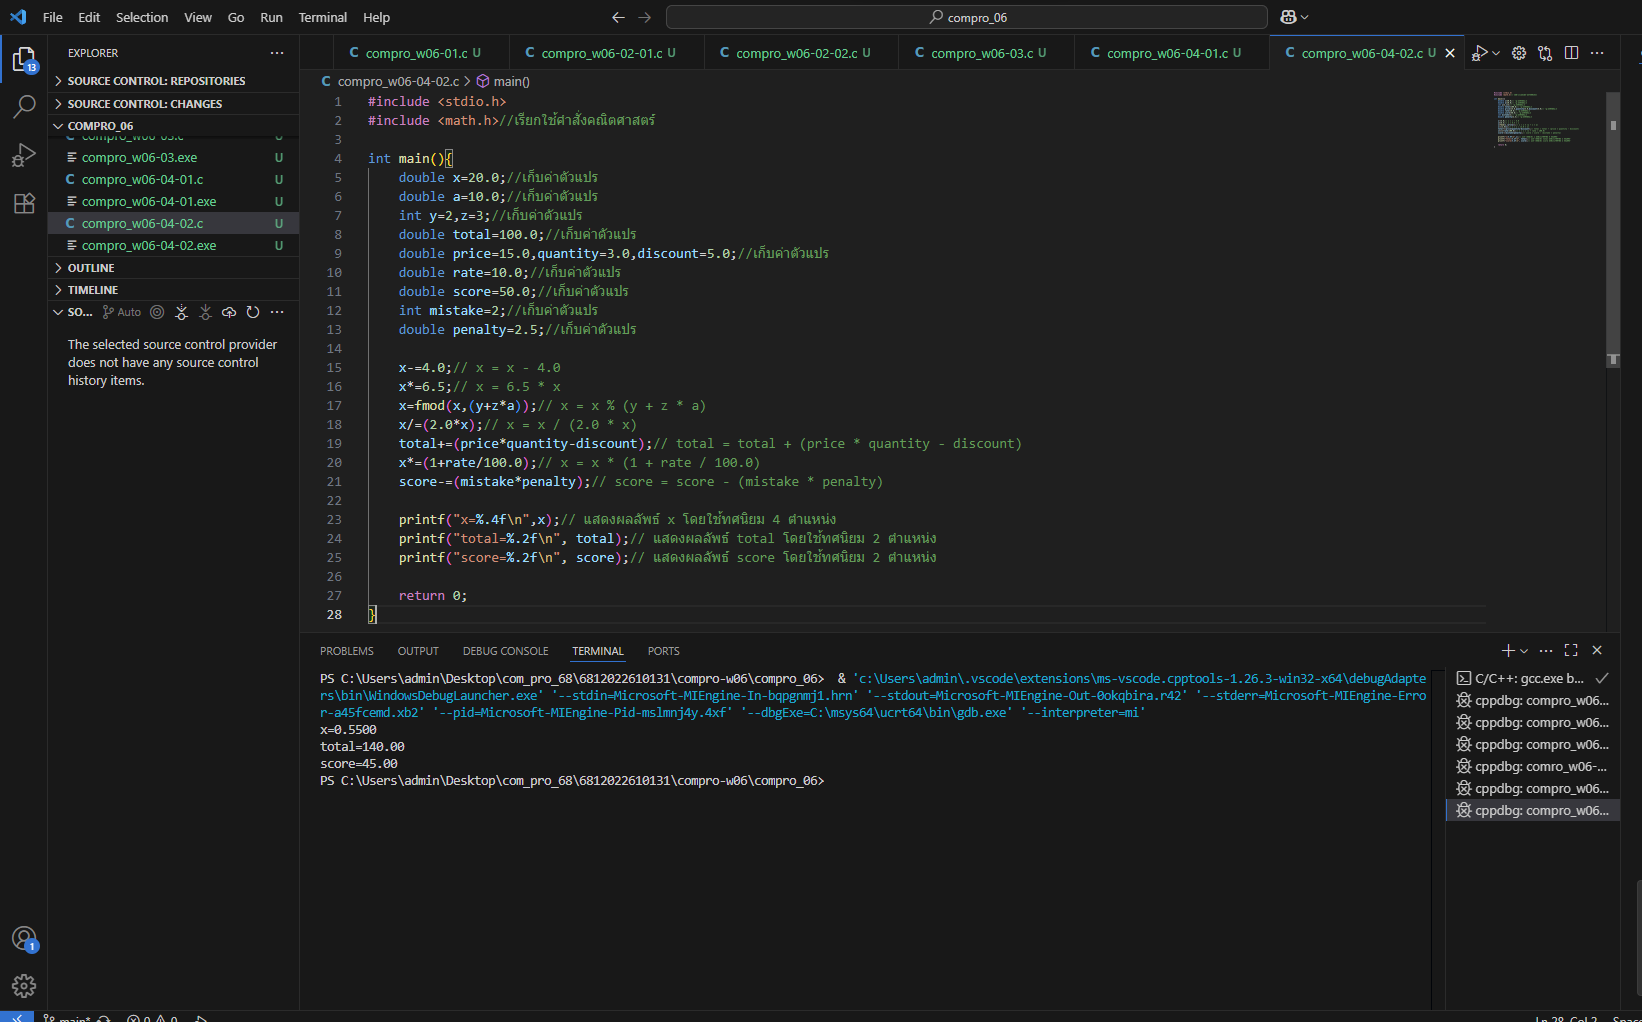 File Edit Selection View Go Run Terminal Help
compro_06
EXPLORER
SOURCE CONTROL: REPOSITORIES
SOURCE CONTROL: CHANGES
COMPRO_06
compro_w06-03.c U
compro_w06-03.exe U
compro_w06-04-01.c U
compro_w06-04-01.exe U
compro_w06-04-02.c U
compro_w06-04-02.exe U
OUTLINE
TIMELINE
SO... Auto
The selected source control provider
does not have any source control
history items.
compro_w06-01.c U compro_w06-02-01.c U compro_w06-02-02.c U compro_w06-03.c U compro_w06-04-01.c U compro_w06-04-02.c U
compro_w06-04-02.c > main()
1 #include <stdio.h>
2 #include <math.h>//เรียกใช้คำสั่งคณิตศาสตร์
3
4 int main(){
5 double x=20.0;//เก็บค่าตัวแปร
6 double a=10.0;//เก็บค่าตัวแปร
7 int y=2,z=3;//เก็บค่าตัวแปร
8 double total=100.0;//เก็บค่าตัวแปร
9 double price=15.0,quantity=3.0,discount=5.0;//เก็บค่าตัวแปร
10 double rate=10.0;//เก็บค่าตัวแปร
11 double score=50.0;//เก็บค่าตัวแปร
12 int mistake=2;//เก็บค่าตัวแปร
13 double penalty=2.5;//เก็บค่าตัวแปร
14
15 x-=4.0;// x = x - 4.0
16 x*=6.5;// x = 6.5 * x
17 x=fmod(x,(y+z*a));// x = x % (y + z * a)
18 x/=(2.0*x);// x = x / (2.0 * x)
19 total+=(price*quantity-discount);// total = total + (price * quantity - discount)
20 x*=(1+rate/100.0);// x = x * (1 + rate / 100.0)
21 score-=(mistake*penalty);// score = score - (mistake * penalty)
22
23 printf("x=%.4f\n",x);// แสดงผลลัพธ์ x โดยใช้ทศนิยม 4 ตำแหน่ง
24 printf("total=%.2f\n", total);// แสดงผลลัพธ์ total โดยใช้ทศนิยม 2 ตำแหน่ง
25 printf("score=%.2f\n", score);// แสดงผลลัพธ์ score โดยใช้ทศนิยม 2 ตำแหน่ง
26
27 return 0;
28 }
PROBLEMS OUTPUT DEBUG CONSOLE TERMINAL PORTS
PS C:\Users\admin\Desktop\com_pro_68\6812022610131\compro-w06\compro_06> & 'c:\Users\admin\.vscode\extensions\ms-vscode.cpptools-1.26.3-win32-x64\debugAdapte
rs\bin\WindowsDebugLauncher.exe' '--stdin=Microsoft-MIEngine-In-bqpgnmj1.hrn' '--stdout=Microsoft-MIEngine-Out-0okqbira.r42' '--stderr=Microsoft-MIEngine-Erro
r-a45fcemd.xb2' '--pid=Microsoft-MIEngine-Pid-mslmnj4y.4xf' '--dbgExe=C:\msys64\ucrt64\bin\gdb.exe' '--interpreter=mi'
x=0.5500
total=140.00
score=45.00
PS C:\Users\admin\Desktop\com_pro_68\6812022610131\compro-w06\compro_06>
C/C++: gcc.exe b...
cppdbg: compro_w06...
cppdbg: compro_w06...
cppdbg: compro_w06...
cppdbg: comro_w06-...
cppdbg: compro_w06...
cppdbg: compro_w06...
13
1
main* 0 0
Ln 28, Col 2